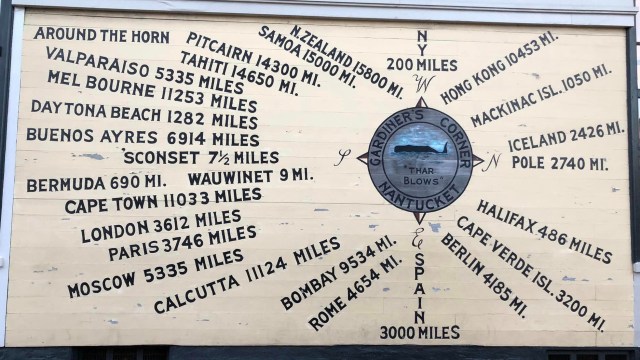 AROUND THE HORN
PITCAIRN 14300 MI.
TAHITI 14650 MI.
N. ZEALAND 15800 MI.
SAMOA 15000 MI.
VALPARAISO 5335 MILES
MELBOURNE 11253 MILES
DAYTONA BEACH 1282 MILES
BUENOS AYRES 6914 MILES
'SCONSET 7½ MILES
BERMUDA 690 MI.
WAUWINET 9 MI.
CAPE TOWN 11033 MILES
LONDON 3612 MILES
PARIS 3746 MILES
MOSCOW 5335 MILES
CALCUTTA 11124 MILES
BOMBAY 9534 MI.
ROME 4654 MI.
NY
200 MILES
W
HONG KONG 10453 MI.
MACKINAC ISL. 1050 MI.
ICELAND 2426 MI.
POLE 2740 MI.
S
N
GARDINER'S CORNER
"THAR
BLOWS"
NANTUCKET
E
SPAIN
3000 MILES
HALIFAX 486 MILES
CAPE VERDE ISL. 3200 MI.
BERLIN 4185 MI.